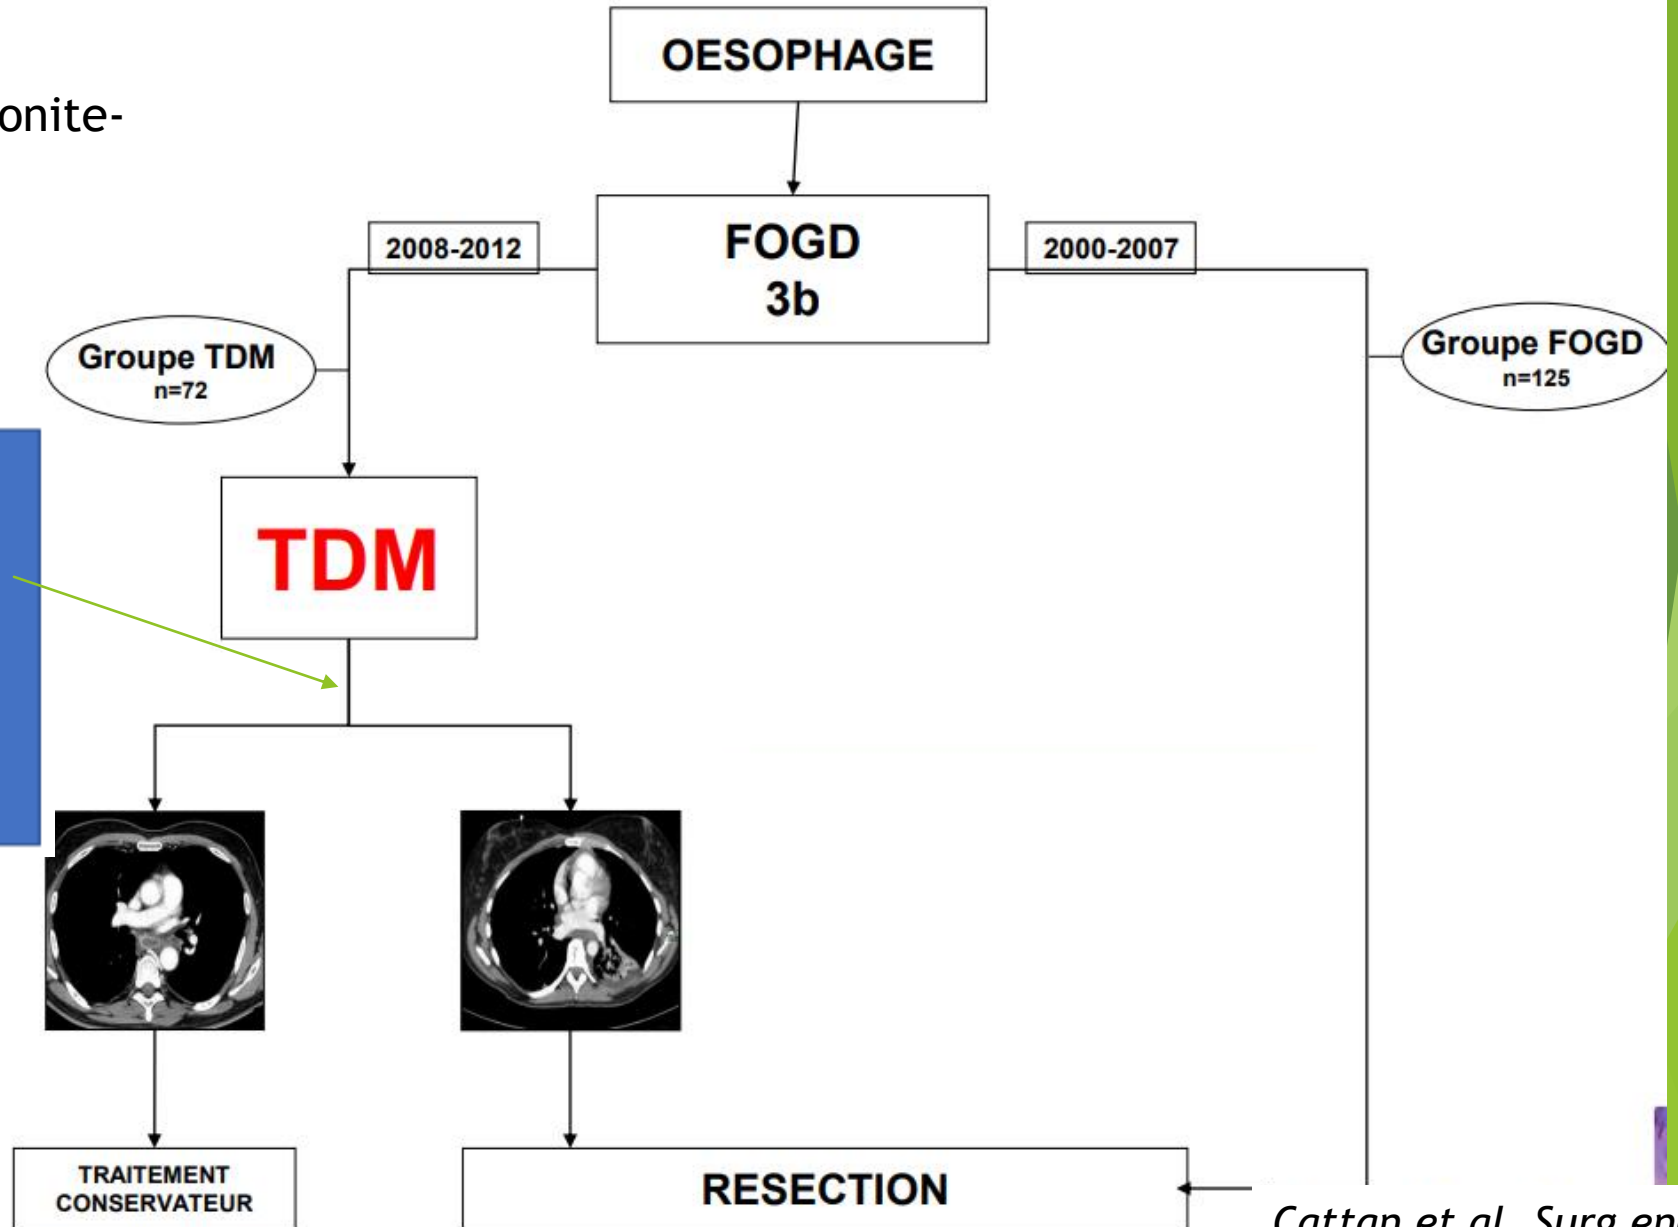 OESOPHAGE
onite-
2008-2012
FOGD
3b
2000-2007
Groupe TDM
n=72
Groupe FOGD
n=125
TDM
TRAITEMENT
CONSERVATEUR
RESECTION
Cattan et al. Surg en